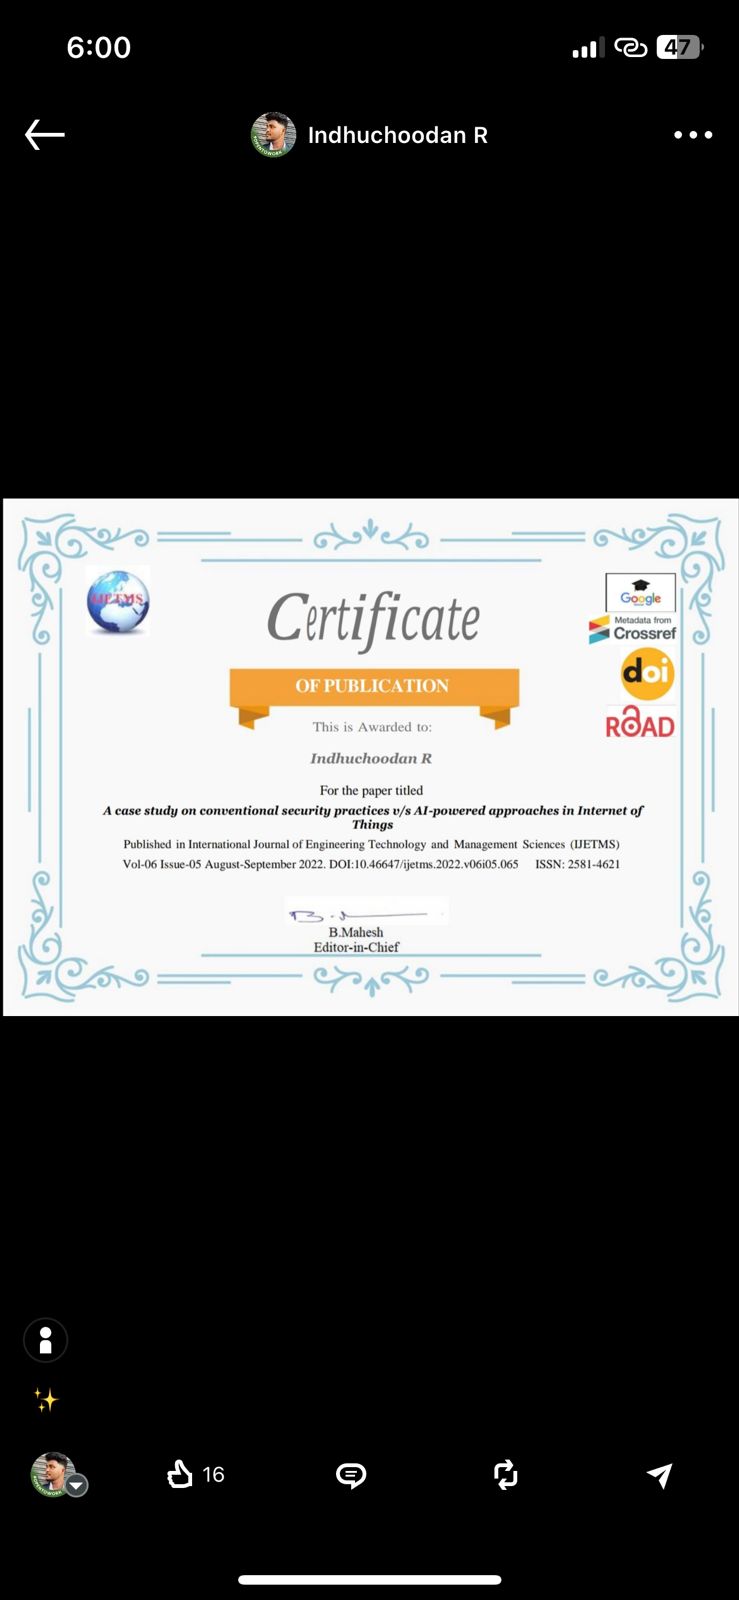 6:00
47
Indhuchoodan R
IJETMS
Certificate
Google
Metadata from
Crossref
doi
ROAD
OF PUBLICATION
This is Awarded to:
Indhuchoodan R
For the paper titled
A case study on conventional security practices v/s AI-powered approaches in Internet of
Things
Published in International Journal of Engineering Technology and Management Sciences (IJETMS)
Vol-06 Issue-05 August-September 2022. DOI:10.46647/ijetms.2022.v06i05.065 ISSN: 2581-4621
B.Mahesh
Editor-in-Chief
16